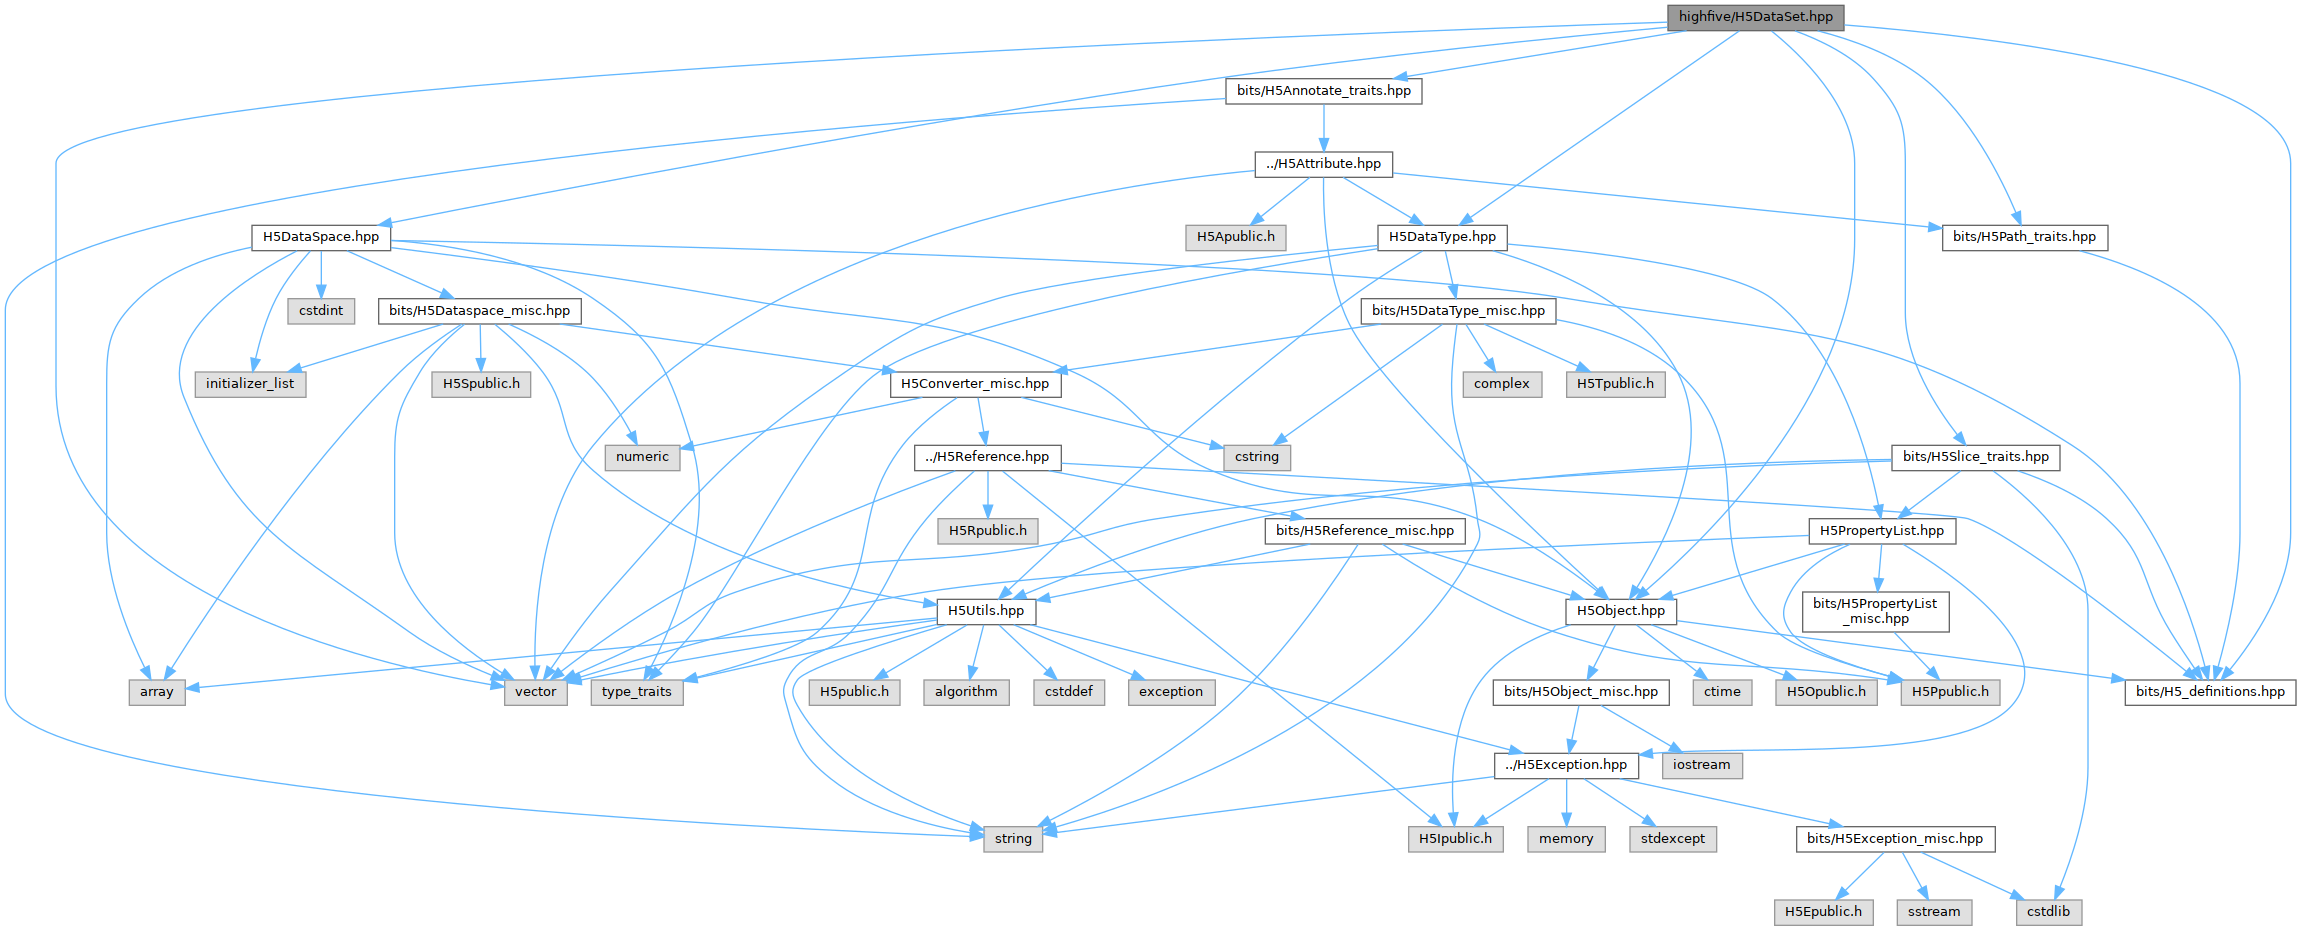 highfive/H5DataSet.hpp
bits/H5Annotate_traits.hpp
../H5Attribute.hpp
H5DataSpace.hpp
H5Apublic.h
H5DataType.hpp
bits/H5Path_traits.hpp
cstdint
bits/H5Dataspace_misc.hpp
bits/H5DataType_misc.hpp
initializer_list
H5Spublic.h
H5Converter_misc.hpp
complex
H5Tpublic.h
numeric
../H5Reference.hpp
cstring
bits/H5Slice_traits.hpp
H5Rpublic.h
bits/H5Reference_misc.hpp
H5PropertyList.hpp
H5Utils.hpp
H5Object.hpp
bits/H5PropertyList
_misc.hpp
array
vector
type_traits
H5public.h
algorithm
cstddef
exception
bits/H5Object_misc.hpp
ctime
H5Opublic.h
H5Ppublic.h
bits/H5_definitions.hpp
../H5Exception.hpp
iostream
string
H5Ipublic.h
memory
stdexcept
bits/H5Exception_misc.hpp
H5Epublic.h
sstream
cstdlib